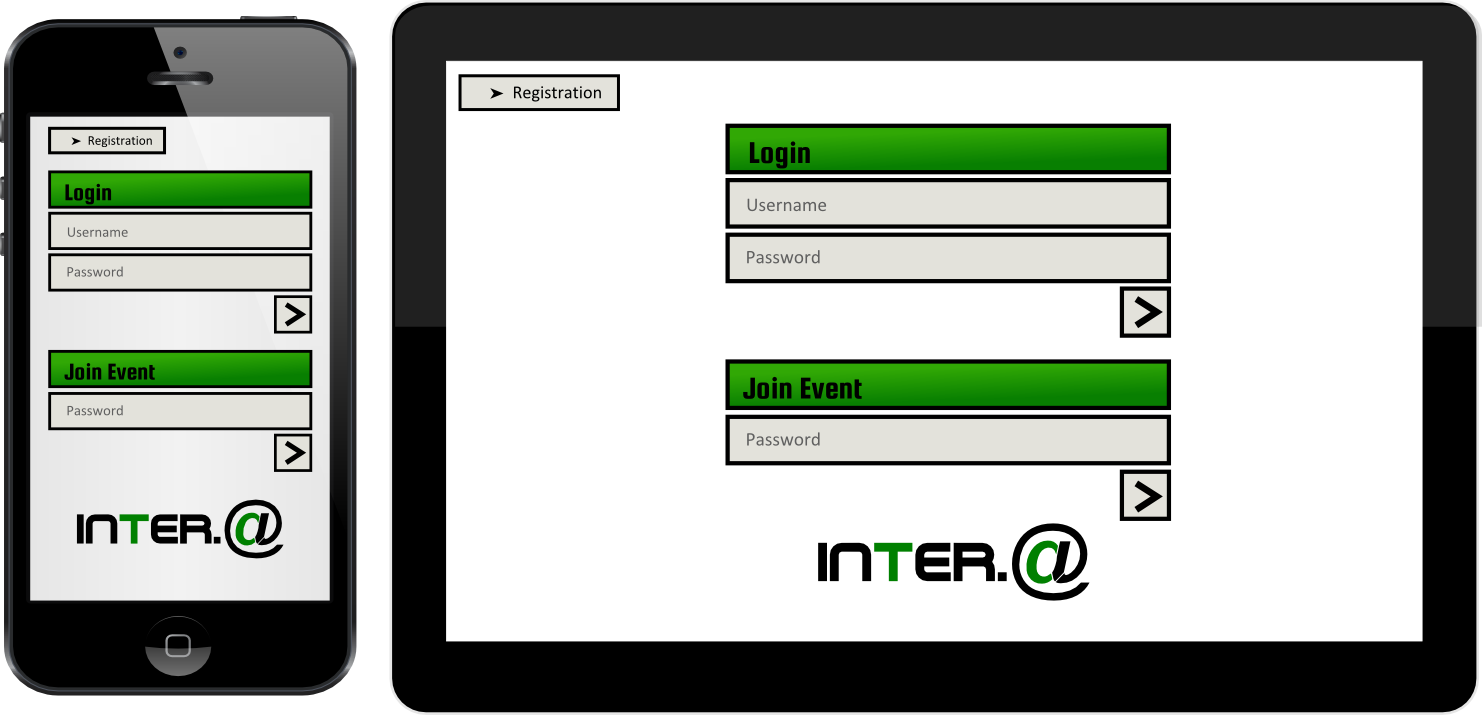 ➤ Registration
Login
Username
Password
>
Join Event
Password
>
INTER.@
➤ Registration
Login
Username
Password
>
Join Event
Password
>
INTER.@